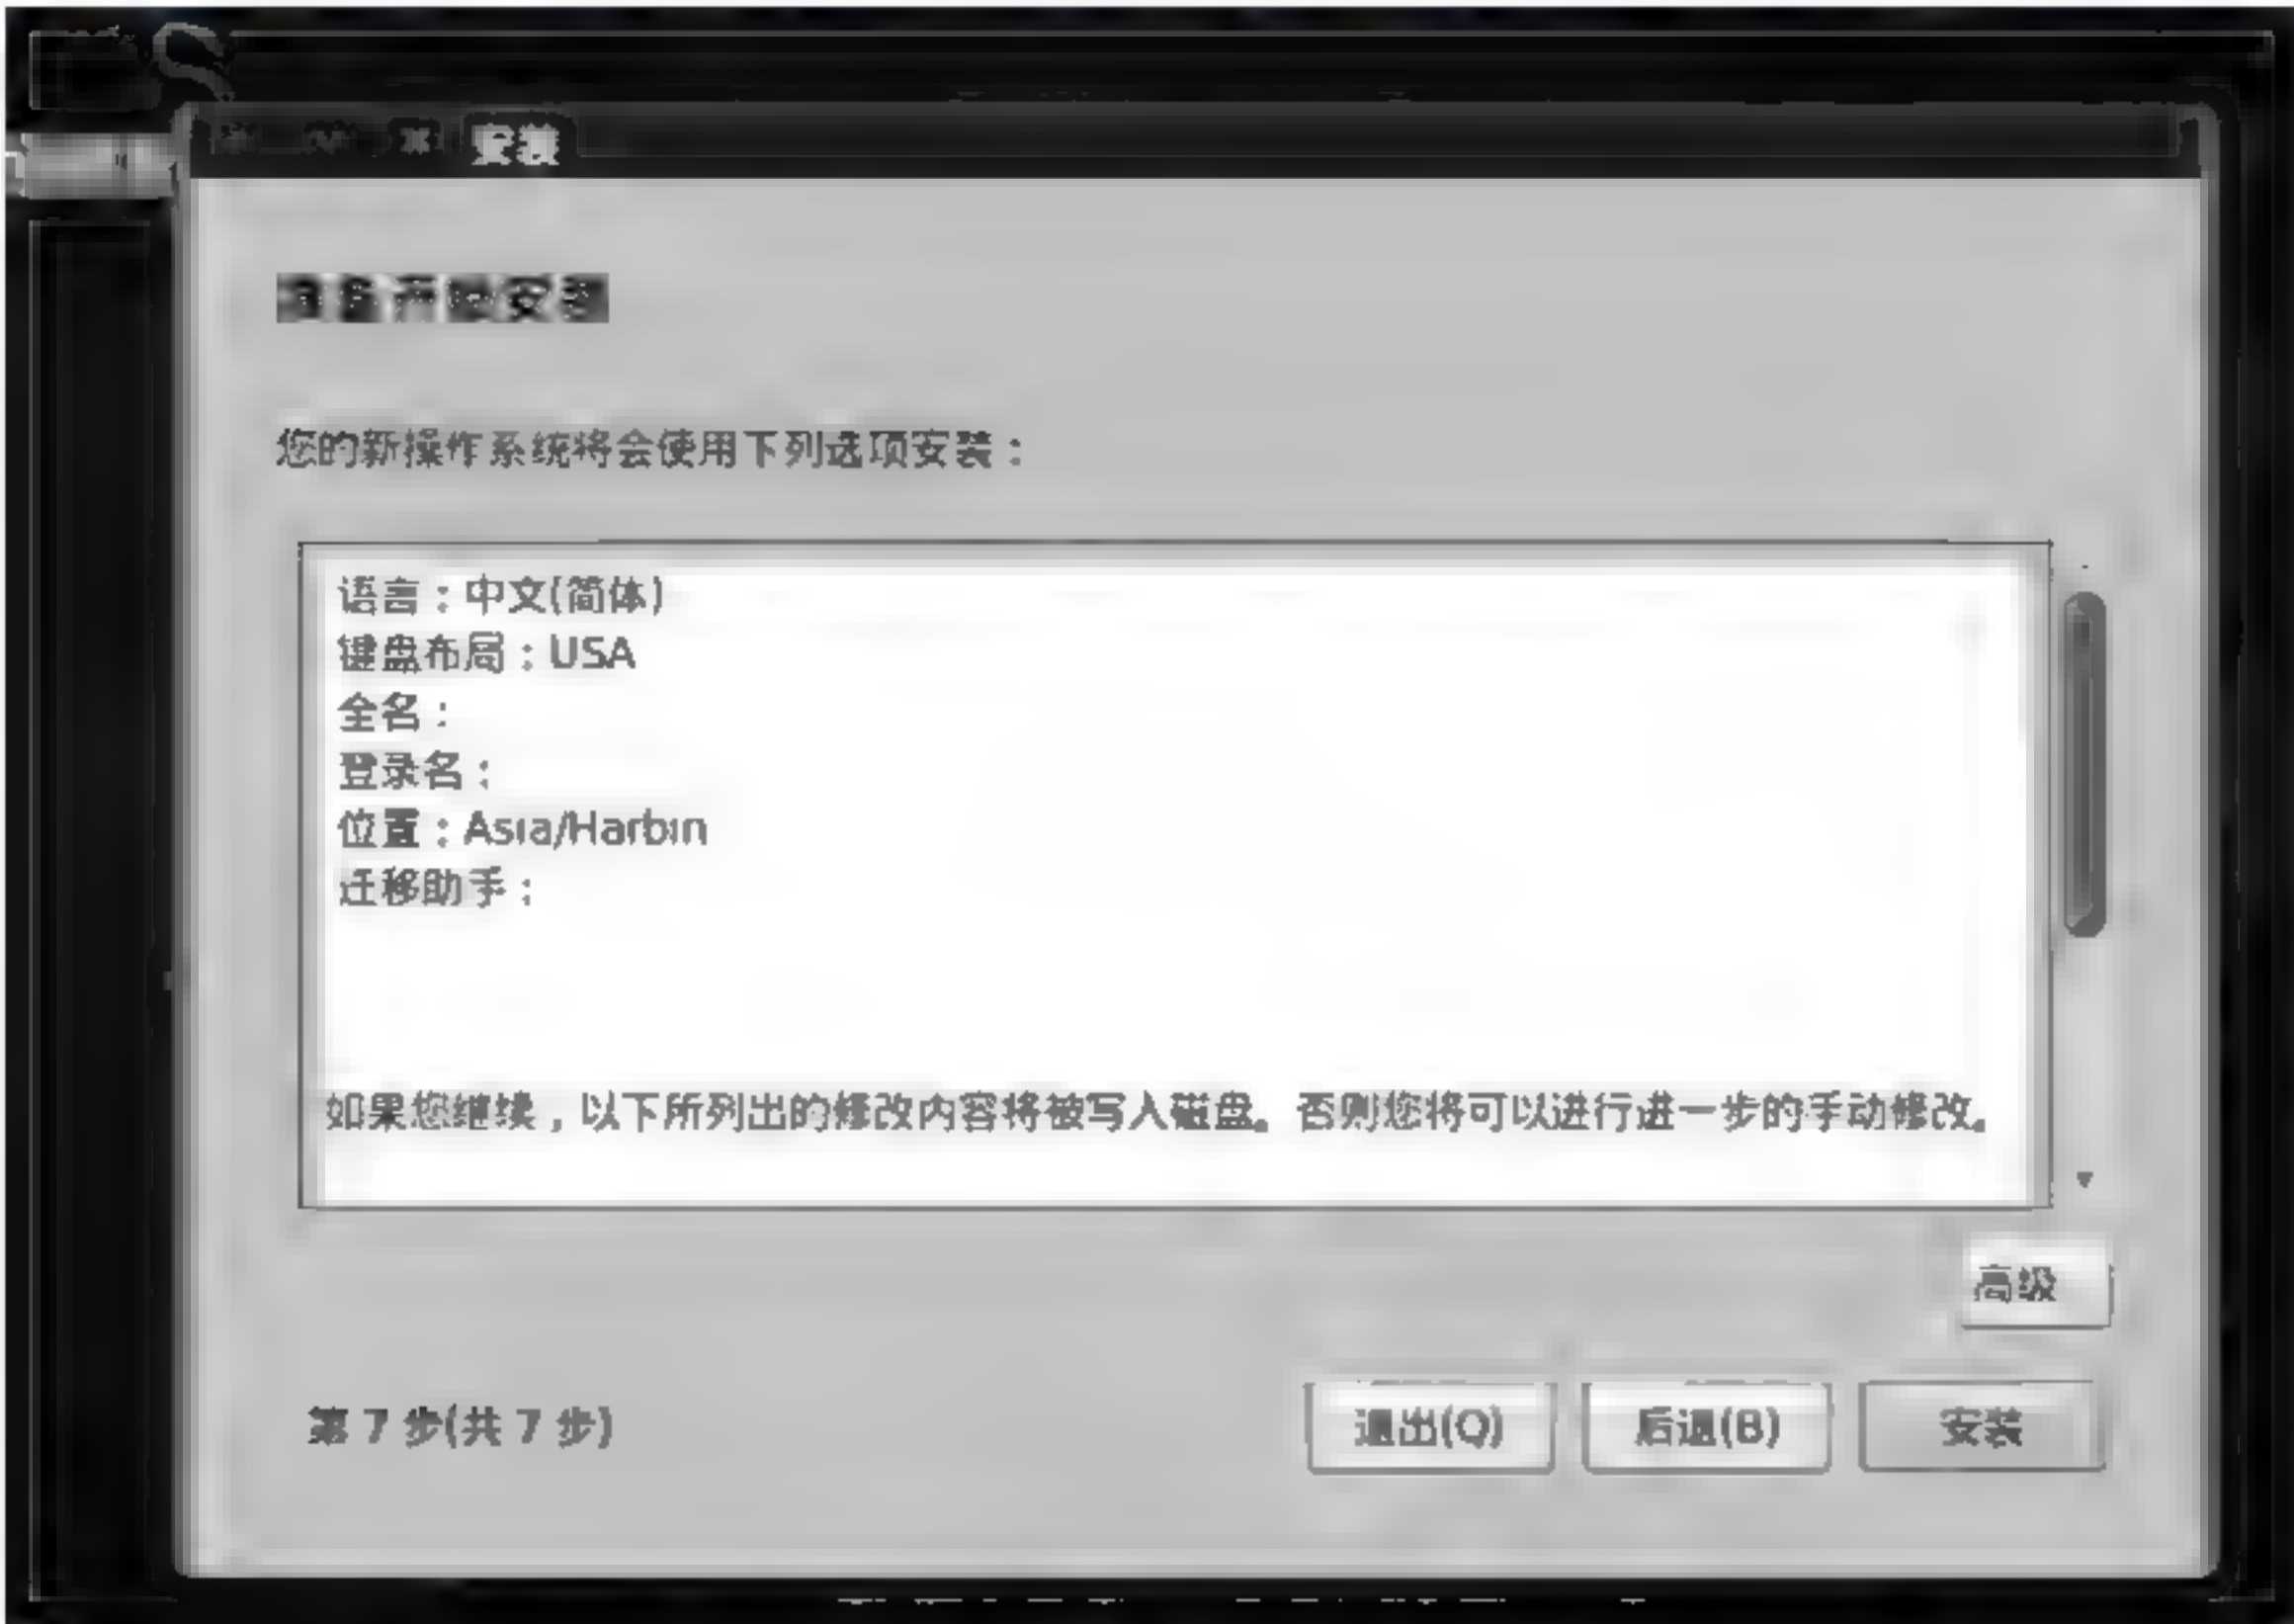 安装
您的新操作系统将会使用下列选项安装：
语言：中文(简体)
键盘布局：USA
全名：
登录名：
位置：Asia/Harbin
迁移助手：
如果您继续，以下所列出的修改内容将被写入磁盘。否则您将可以进行进一步的手动修改。
高级
第 7 步(共 7 步)
退出(Q)
后退(B)
安装